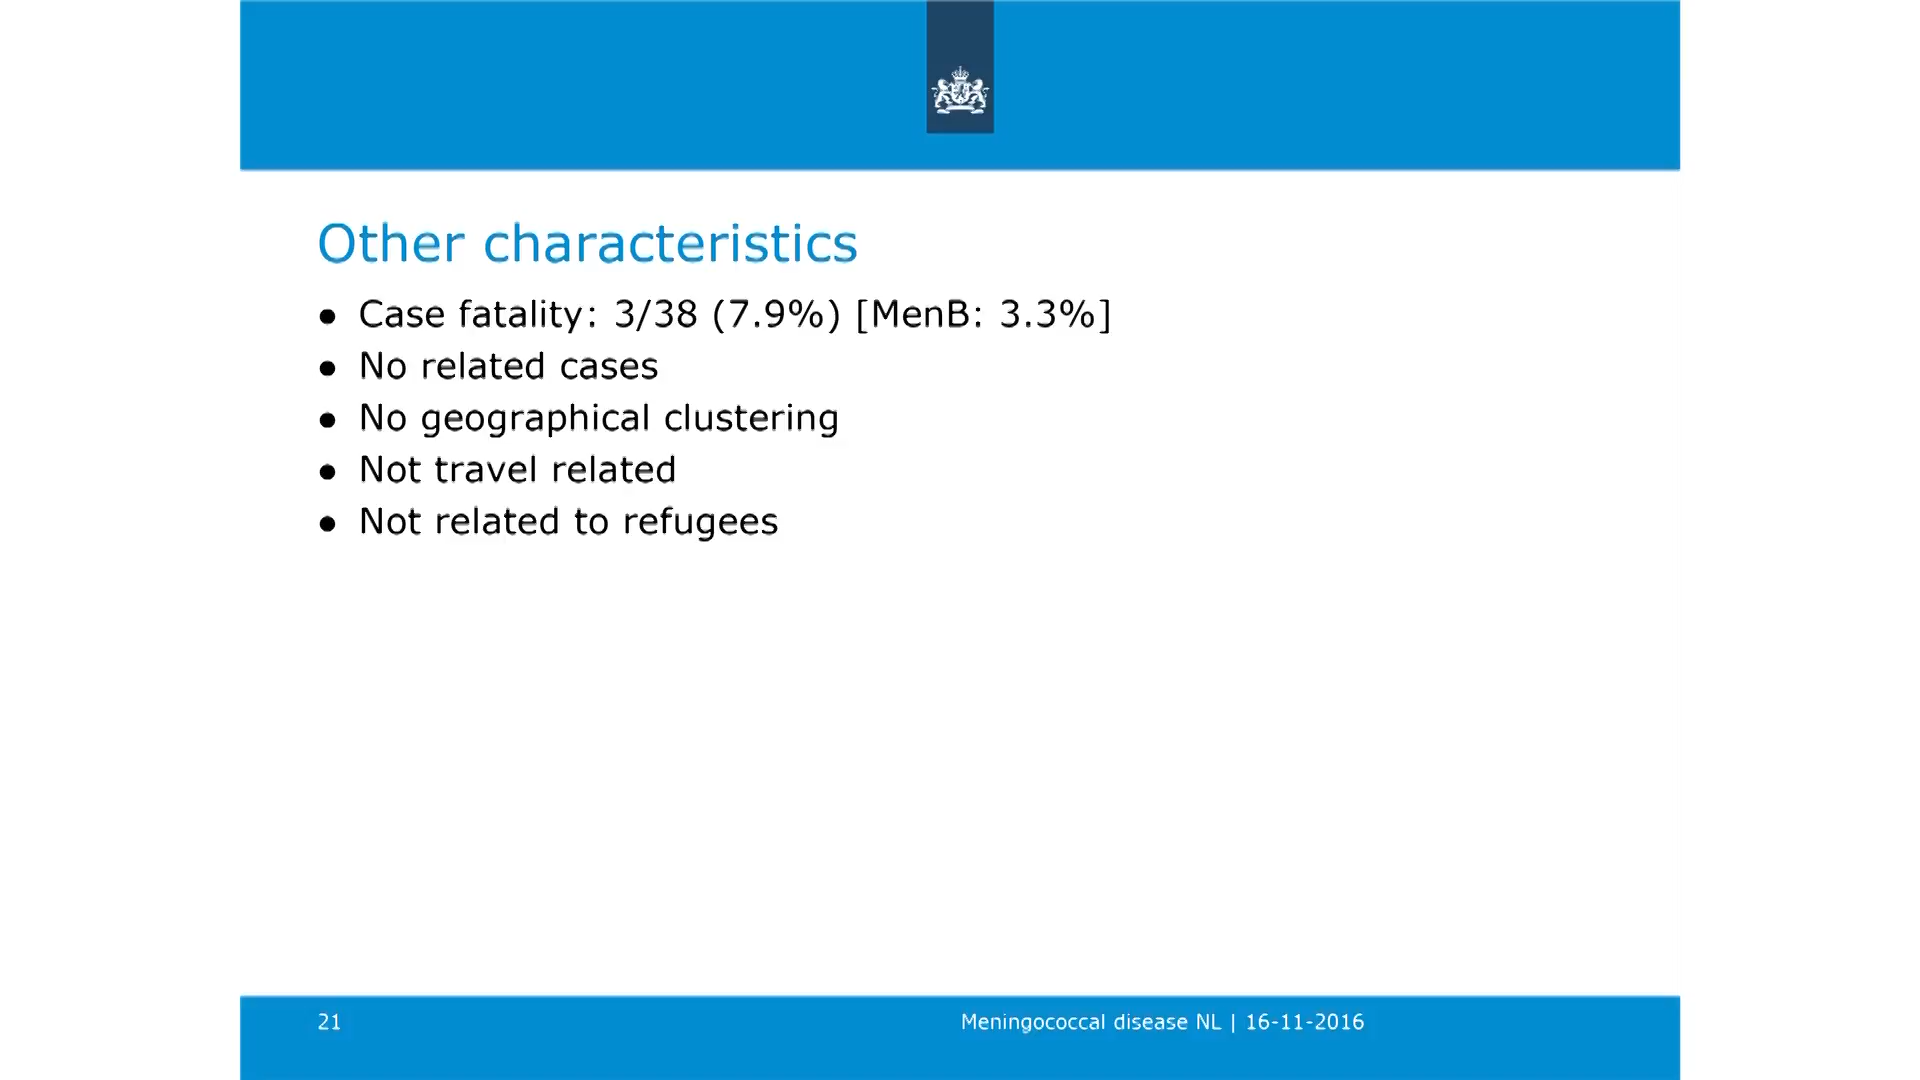 Other characteristics
● Case fatality: 3/38 (7.9%) [MenB: 3.3%]
● No related cases
● No geographical clustering
● Not travel related
● Not related to refugees
21
Meningococcal disease NL | 16-11-2016